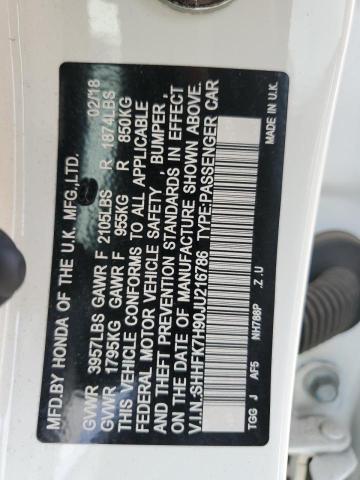 MFD.BY HONDA OF THE U.K. MFG.,LTD. 02/18
GVWR 3957LBS GAWR F 2105LBS R 1874LBS
GVWR 1795KG GAWR F 955KG R 850KG
THIS VEHICLE CONFORMS TO ALL APPLICABLE
FEDERAL MOTOR VEHICLE SAFETY , BUMPER ,
AND THEFT PREVENTION STANDARDS IN EFFECT
ON THE DATE OF MANUFACTURE SHOWN ABOVE.
V.I.N.:SHHFK7H90JU216786 TYPE:PASSENGER CAR
NH788P .Z .U MADE IN U.K.
TGG J AF5